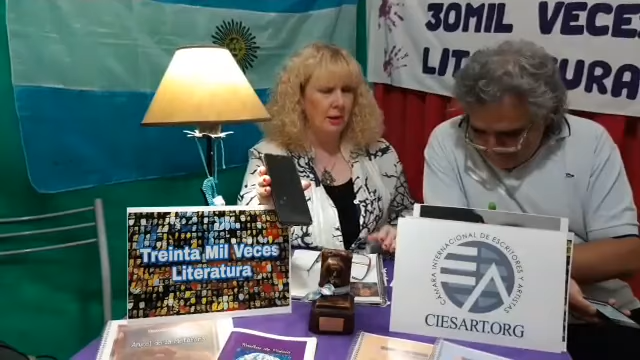 30MIL VECES
LITERATURA
Treinta Mil Veces
Literatura
CÁMARA INTERNACIONAL DE ESCRITORES Y ARTISTAS
CIESART.ORG